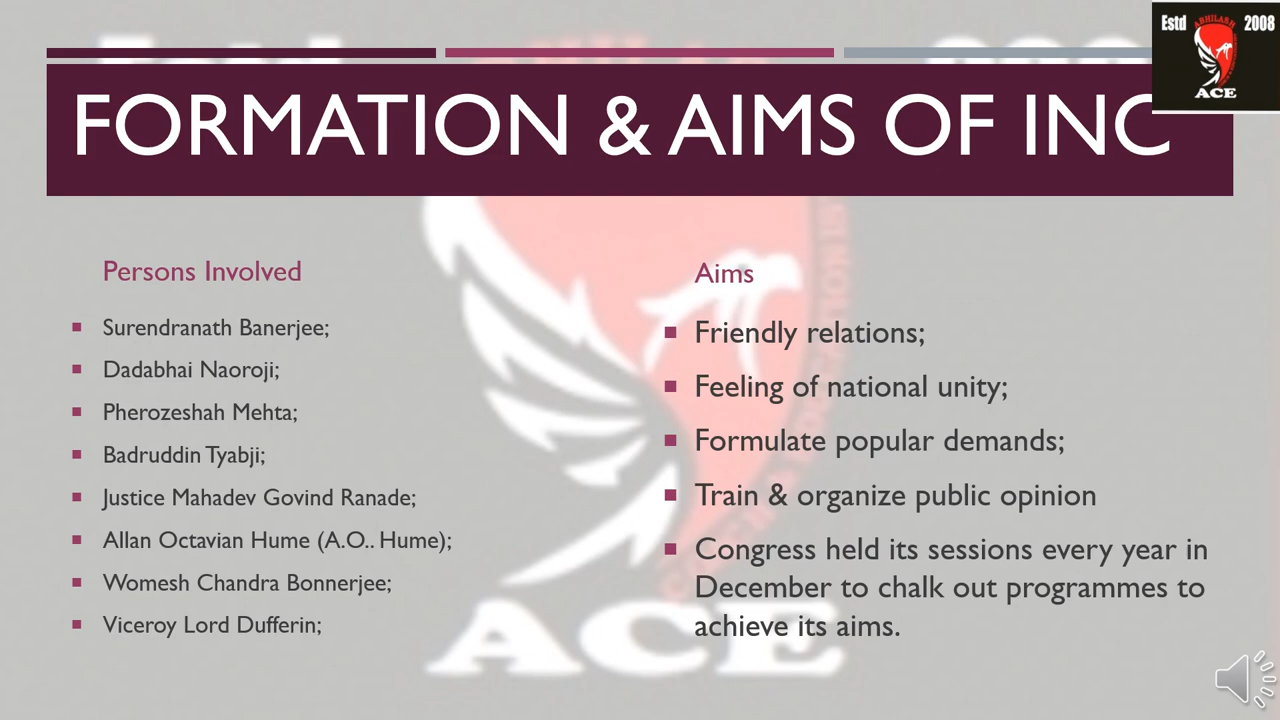 Estd 2008
ABHILASH
ACE
FORMATION & AIMS OF INC
Persons Involved
Surendranath Banerjee;
Dadabhai Naoroji;
Pherozeshah Mehta;
Badruddin Tyabji;
Justice Mahadev Govind Ranade;
Allan Octavian Hume (A.O.. Hume);
Womesh Chandra Bonnerjee;
Viceroy Lord Dufferin;
Aims
Friendly relations;
Feeling of national unity;
Formulate popular demands;
Train & organize public opinion
Congress held its sessions every year in
December to chalk out programmes to
achieve its aims.
ACE